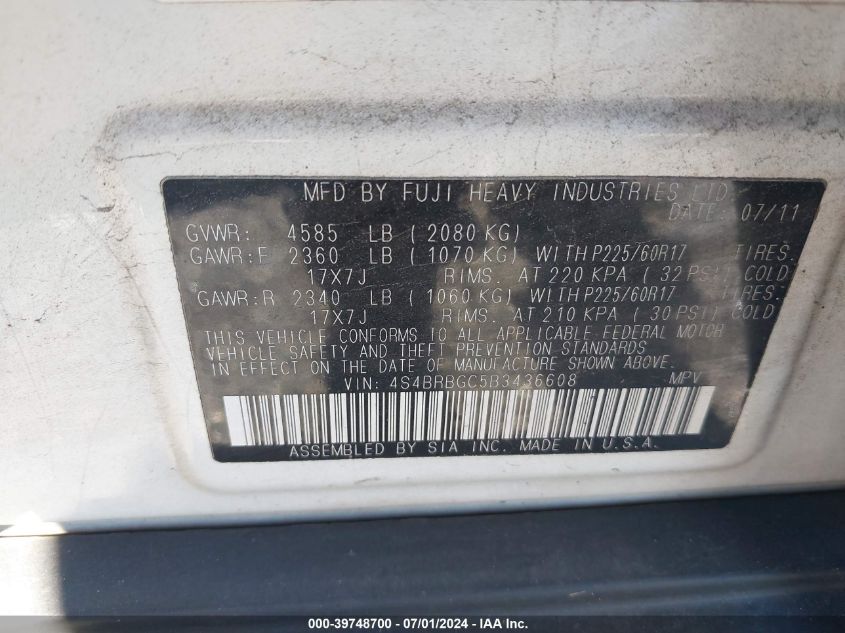 MFD BY FUJI HEAVY INDUSTRIES LTD.
DATE: 07/11
GVWR: 4585 LB ( 2080 KG)
GAWR:F 2360 LB ( 1070 KG) WITH P225/60R17 TIRES.
17X7J RIMS. AT 220 KPA ( 32 PSI) COLD
GAWR:R 2340 LB ( 1060 KG) WITH P225/60R17 TIRES.
17X7J RIMS. AT 210 KPA ( 30 PSI) COLD
THIS VEHICLE CONFORMS TO ALL APPLICABLE FEDERAL MOTOR
VEHICLE SAFETY AND THEFT PREVENTION STANDARDS
IN EFFECT ON THE DATE OF MANUFACTURE SHOWN ABOVE.
VIN: 4S4BRBGC5B3436608 MPV
ASSEMBLED BY SIA INC. MADE IN U.S.A.
000-39748700 - 07/01/2024 - IAA Inc.